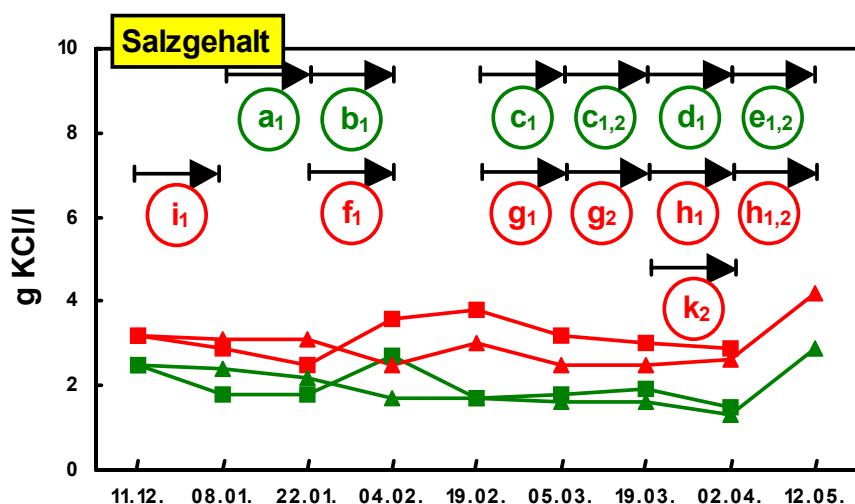 Salzgehalt
10
8
6
4
2
0
g KCl/l
a1 b1 c1 c1,2 d1 e1,2
i1 f1 g1 g2 h1 h1,2
k2
11.12. 08.01. 22.01. 04.02. 19.02. 05.03. 19.03. 02.04. 12.05.